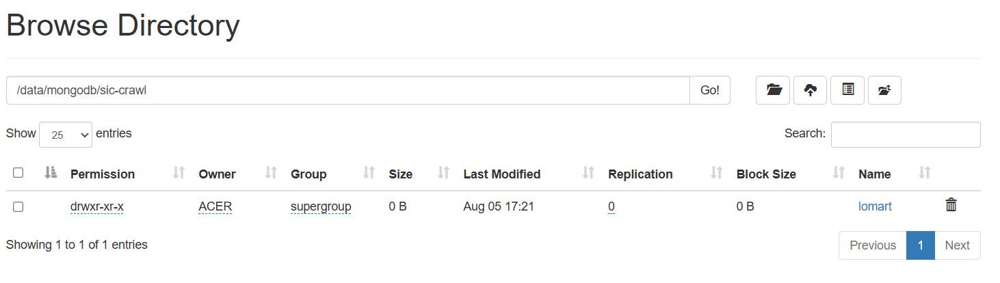 Browse Directory
/data/mongodb/sic-crawl Go!
Show 25 entries Search:
Permission Owner Group Size Last Modified Replication Block Size Name
drwxr-xr-x ACER supergroup 0 B Aug 05 17:21 0 0 B lomart
Showing 1 to 1 of 1 entries Previous 1 Next